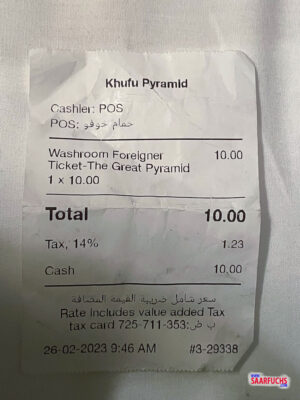 Khufu Pyramid
Cashier: POS
POS: حمام خوفو
Washroom Foreigner 10.00
Ticket-The Great Pyramid
1 x 10.00
Total 10.00
Tax, 14% 1.23
Cash 10,00
سعر شامل ضريبة القيمة المضافة
Rate Includes value added Tax
tax card 725-711-353:ب ض
26-02-2023 9:46 AM #3-29338
www.
SAARFUCHS
.COM